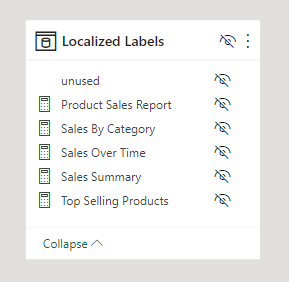 Localized Labels
unused
Product Sales Report
Sales By Category
Sales Over Time
Sales Summary
Top Selling Products
Collapse